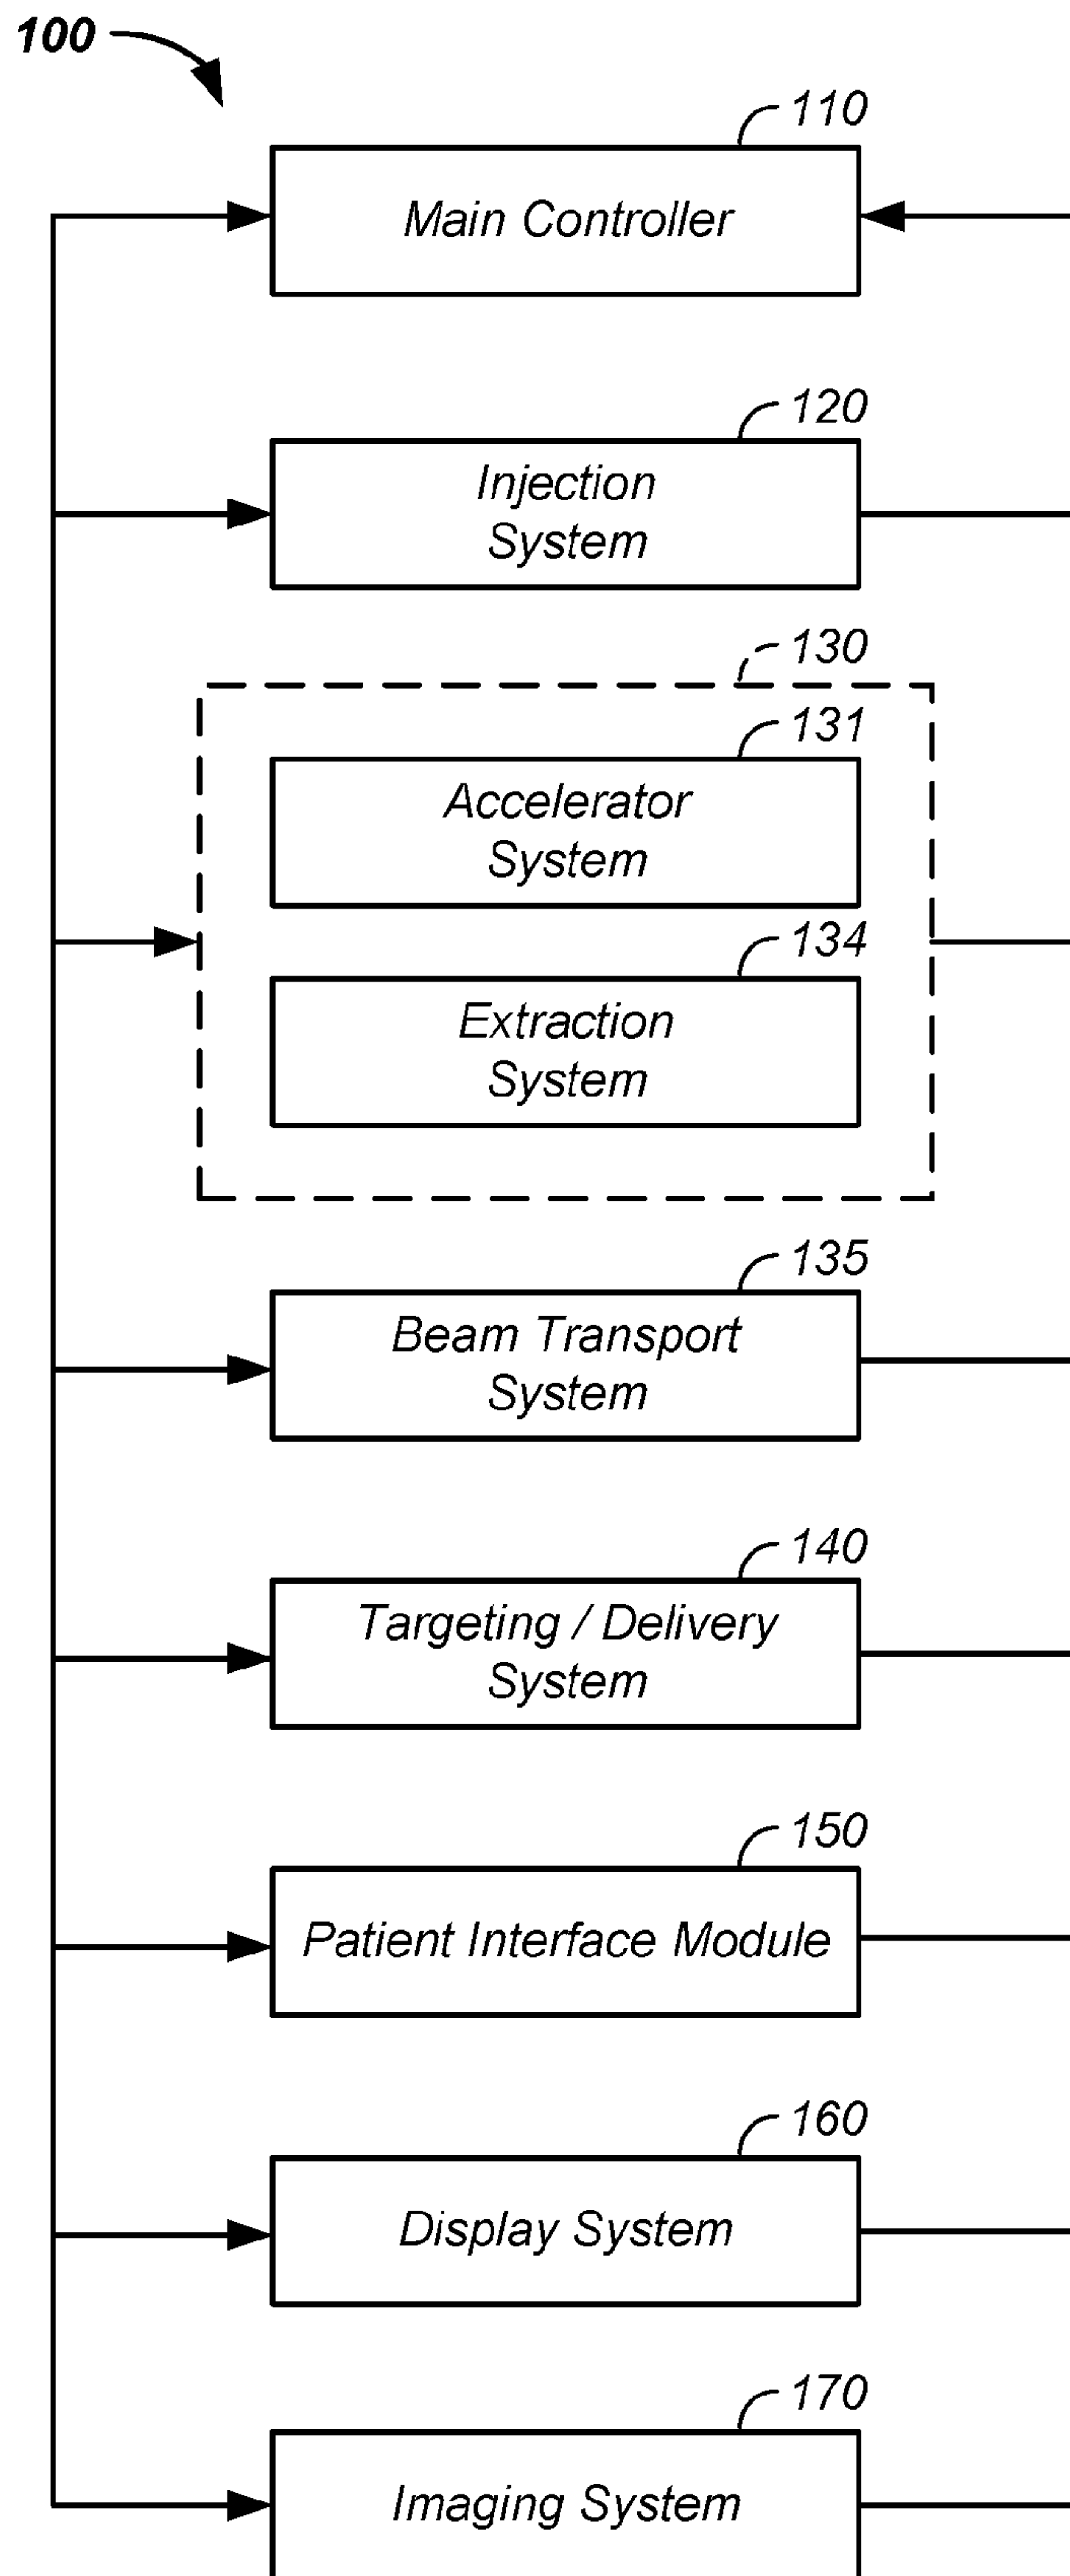 100
110
Main Controller
120
Injection
System
130
131
Accelerator
System
134
Extraction
System
135
Beam Transport
System
140
Targeting / Delivery
System
150
Patient Interface Module
160
Display System
170
Imaging System